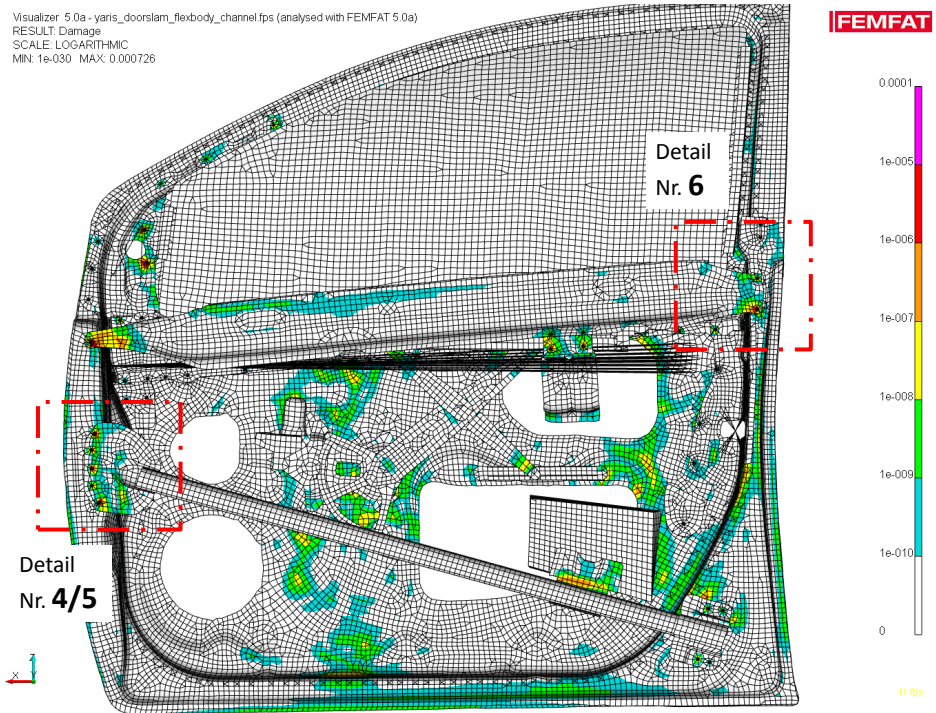 Visualizer 5.0a - yaris_doorslam_flexbody_channel.fps (analysed with FEMFAT 5.0a)
RESULT: Damage
SCALE: LOGARITHMIC
MIN: 1e-030 MAX: 0.000726
FEMFAT
0.0001
1e-005
1e-006
1e-007
1e-008
1e-009
1e-010
0
Detail
Nr. 6
Detail
Nr. 4/5
X
Z